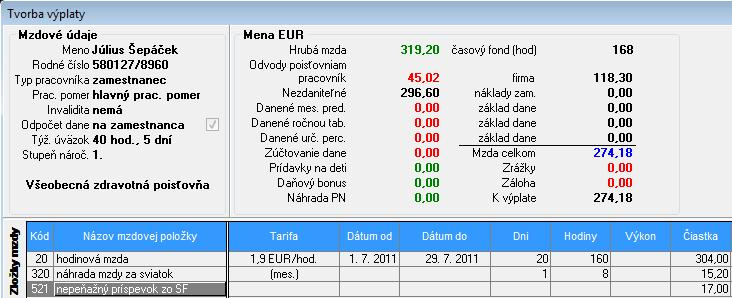 Tvorba výplaty
Mzdové údaje
Meno Július Šepáček
Rodné číslo 580127/8960
Typ pracovníka zamestnanec
Prac. pomer hlavný prac. pomer
Invalidita nemá
Odpočet dane na zamestnanca
Týž. úväzok 40 hod., 5 dní
Stupeň nároč. 1.
Všeobecná zdravotná poisťovňa
Mena EUR
Hrubá mzda 319,20 časový fond (hod) 168
Odvody poisťovniam
pracovník 45,02 firma 118,30
Nezdaniteľné 296,60 náklady zam. 0,00
Danené mes. pred. 0,00 základ dane 0,00
Danené ročnou tab. 0,00 základ dane 0,00
Danené urč. perc. 0,00 základ dane 0,00
Zúčtovanie dane 0,00 Mzda celkom 274,18
Prídavky na deti 0,00 Zrážky 0,00
Daňový bonus 0,00 Záloha 0,00
Náhrada PN 0,00 K výplate 274,18
Zložky mzdy
Kód Názov mzdovej položky Tarifa Dátum od Dátum do Dni Hodiny Výkon Čiastka
20 hodinová mzda 1,9 EUR/hod. 1. 7. 2011 29. 7. 2011 20 160 304,00
320 náhrada mzdy za sviatok (mes.) 1 8 15,20
521 nepeňažný príspevok zo SF 17,00